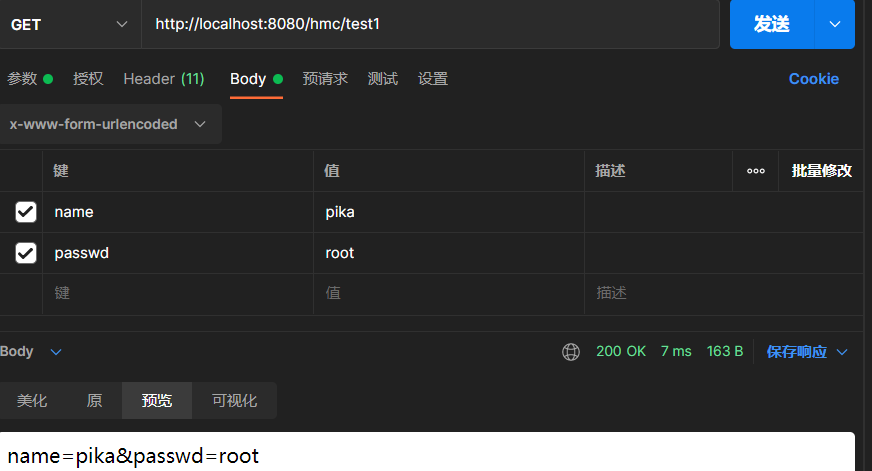 GET http://localhost:8080/hmc/test1 发送
参数 授权 Header (11) Body 预请求 测试 设置 Cookie
x-www-form-urlencoded
键 值 描述 批量修改
name pika
passwd root
键 值 描述
Body 200 OK 7 ms 163 B 保存响应
美化 原 预览 可视化
name=pika&passwd=root